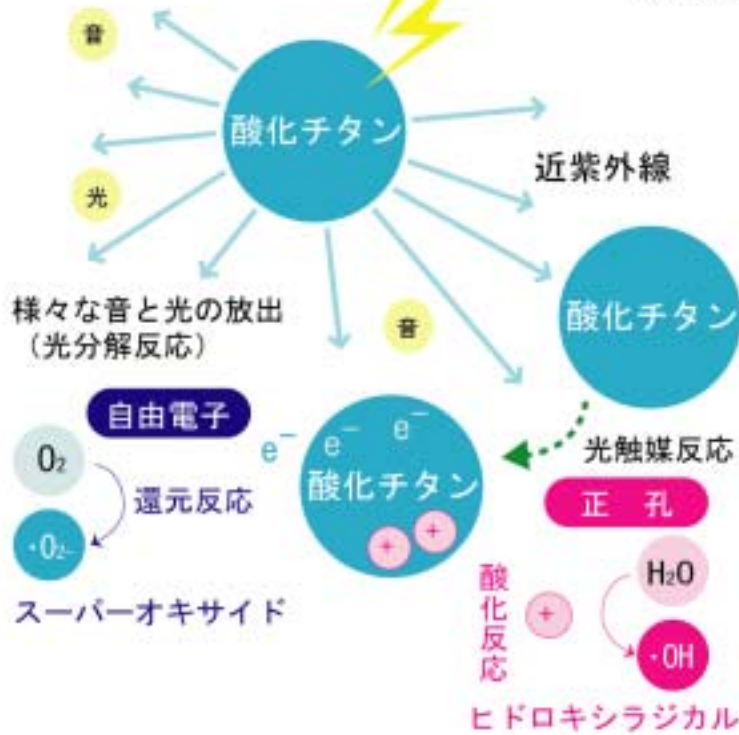 音
酸化チタン
近紫外線
光
様々な音と光の放出
（光分解反応）
音
酸化チタン
自由電子
e⁻
e⁻
e⁻
酸化チタン
光触媒反応
O₂
還元反応
正 孔
・O₂₋
スーパーオキサイド
酸化反応
+
+
+
H₂O
・OH
ヒドロキシラジカル